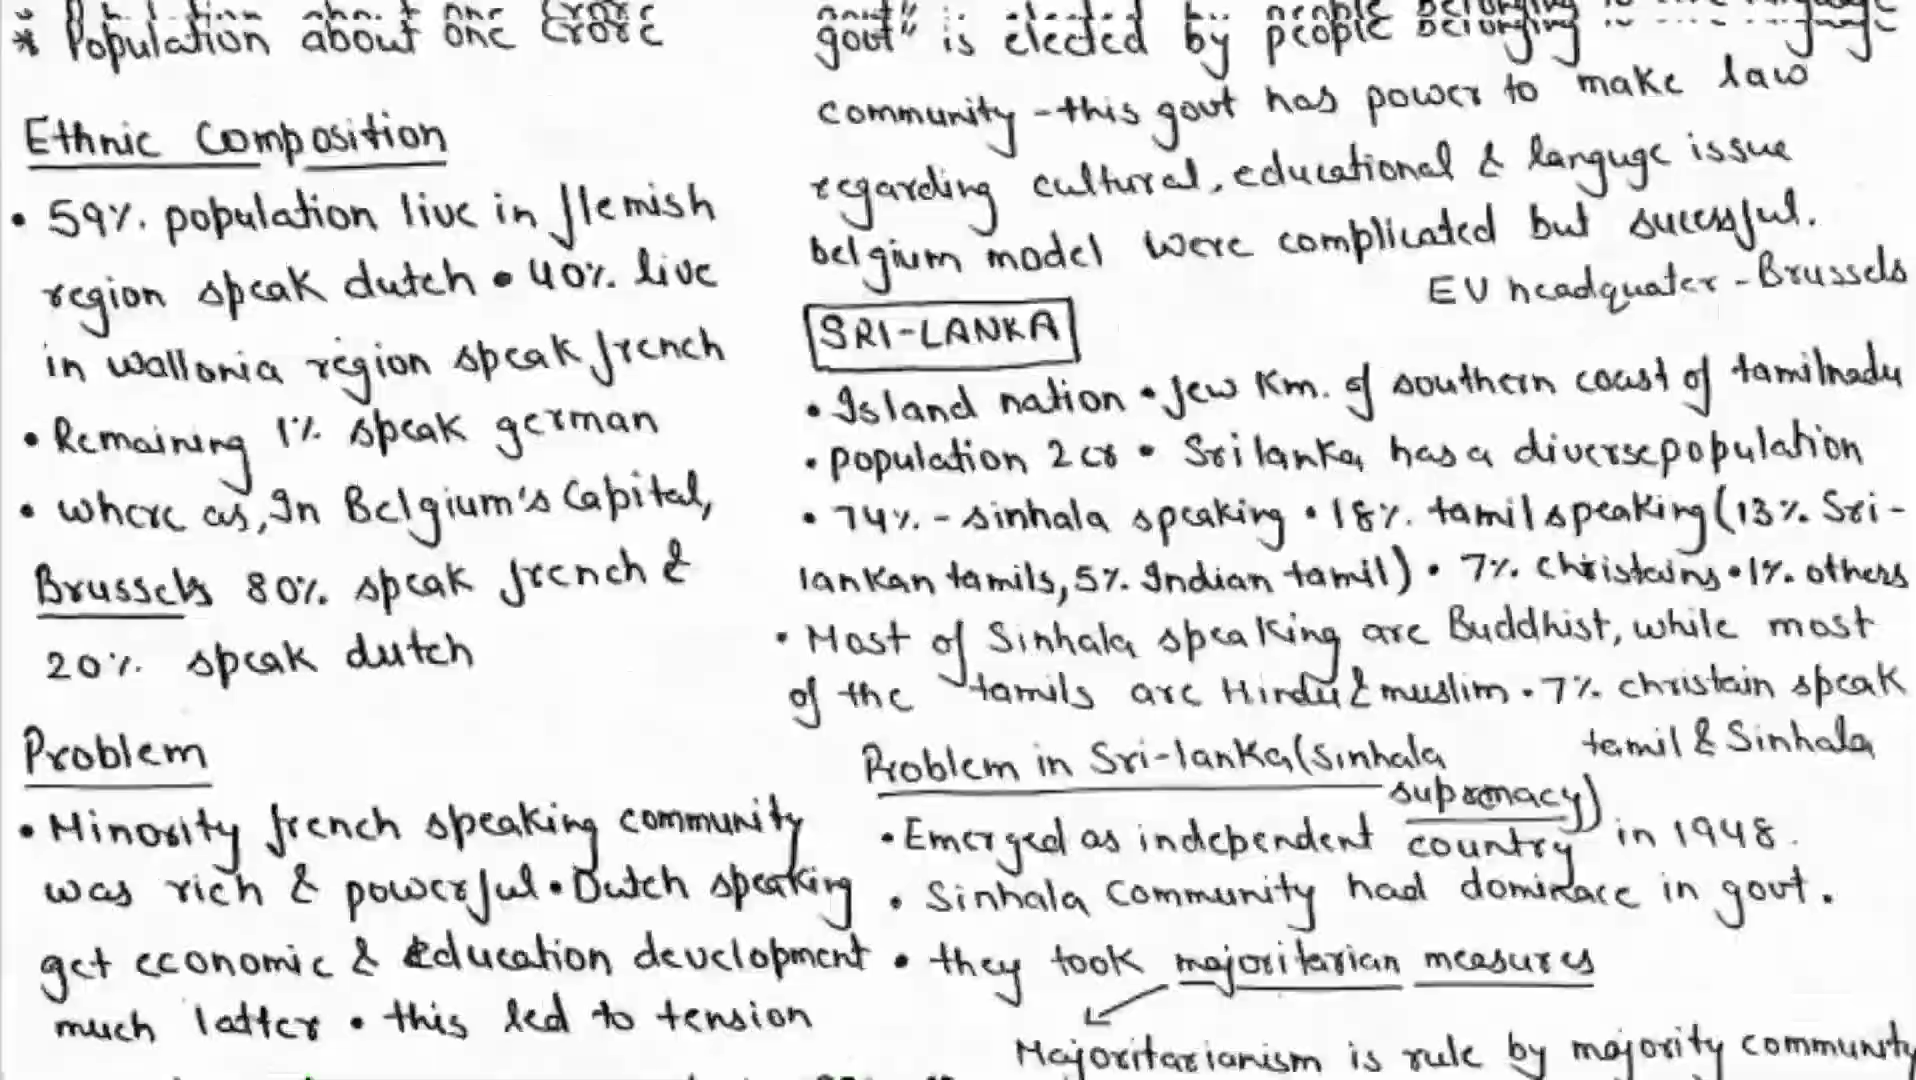 * Population about one crore
Ethnic Composition
• 59%. population live in flemish
region speak dutch • 40%. live
in wallonia region speak french
• Remaining 1%. speak german
• where as, In Belgium's Capital,
Brussels 80%. speak french &
20%. speak dutch
Problem
• Minority french speaking community
was rich & powerful • Dutch speaking
get economic & education development
much latter • this led to tension
govt" is elected by people belonging
community - this govt has power to make law
regarding cultural, educational & languge issue
belgium model were complicated but sucessful.
EU headquater - Brussels
SRI-LANKA
• Island nation • few Km. of southern coast of tamilnadu
• population 2 cr • Sri lanka has a diverse population
• 74%. - sinhala speaking • 18%. tamil speaking (13%. Sri-
lankan tamils, 5%. Indian tamil) • 7%. christains • 1%. others
• Most of Sinhala speaking are Buddhist, while most
of the tamils are Hindu & muslim • 7%. christain speak
tamil & Sinhala
Problem in Sri-lanka (Sinhala
supremacy)
• Emerged as independent country in 1948.
• Sinhala Community had dominace in govt.
• they took majoritarian measures
Majoritarianism is rule by majority community